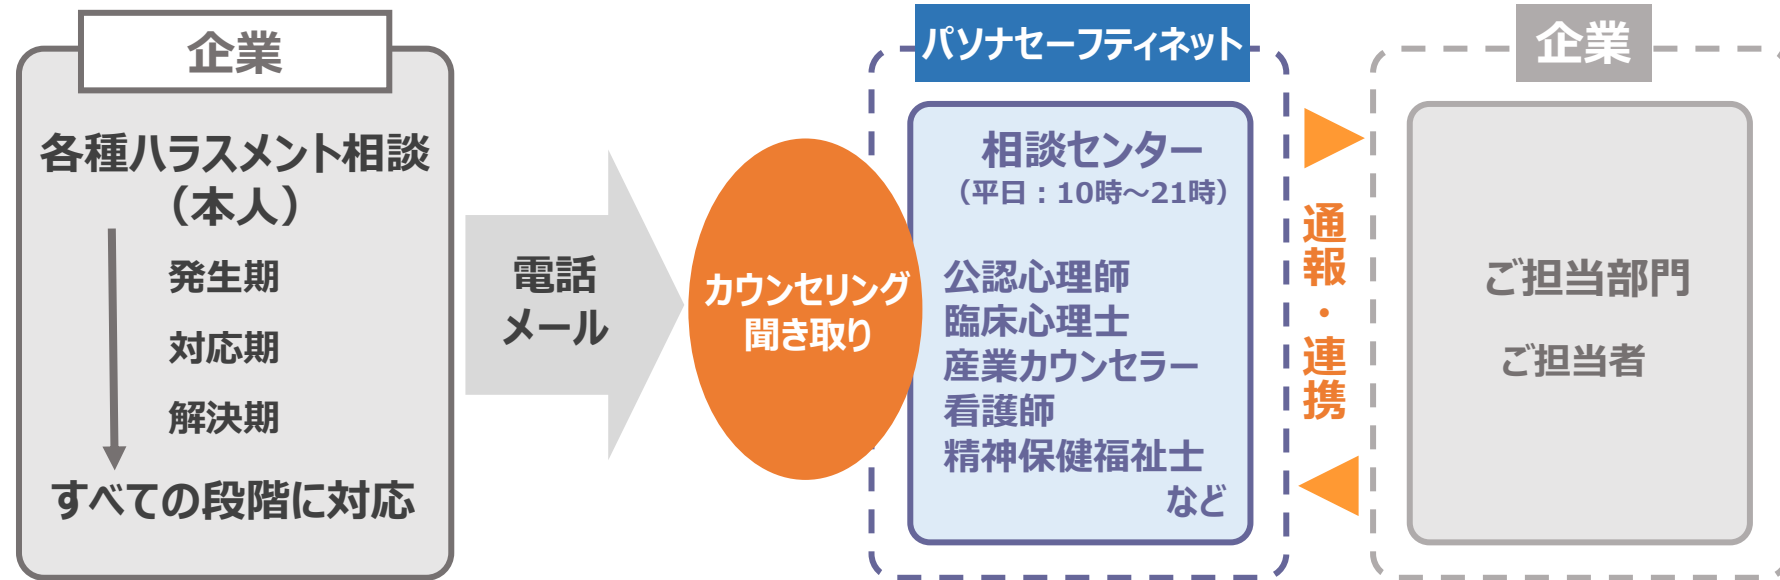 企業
各種ハラスメント相談
（本人）
発生期
対応期
解決期
すべての段階に対応
電話
メール
カウンセリング
聞き取り
パソナセーフティネット
相談センター
（平日：10時～21時）
公認心理師
臨床心理士
産業カウンセラー
看護師
精神保健福祉士
など
通報・連携
企業
ご担当部門
ご担当者